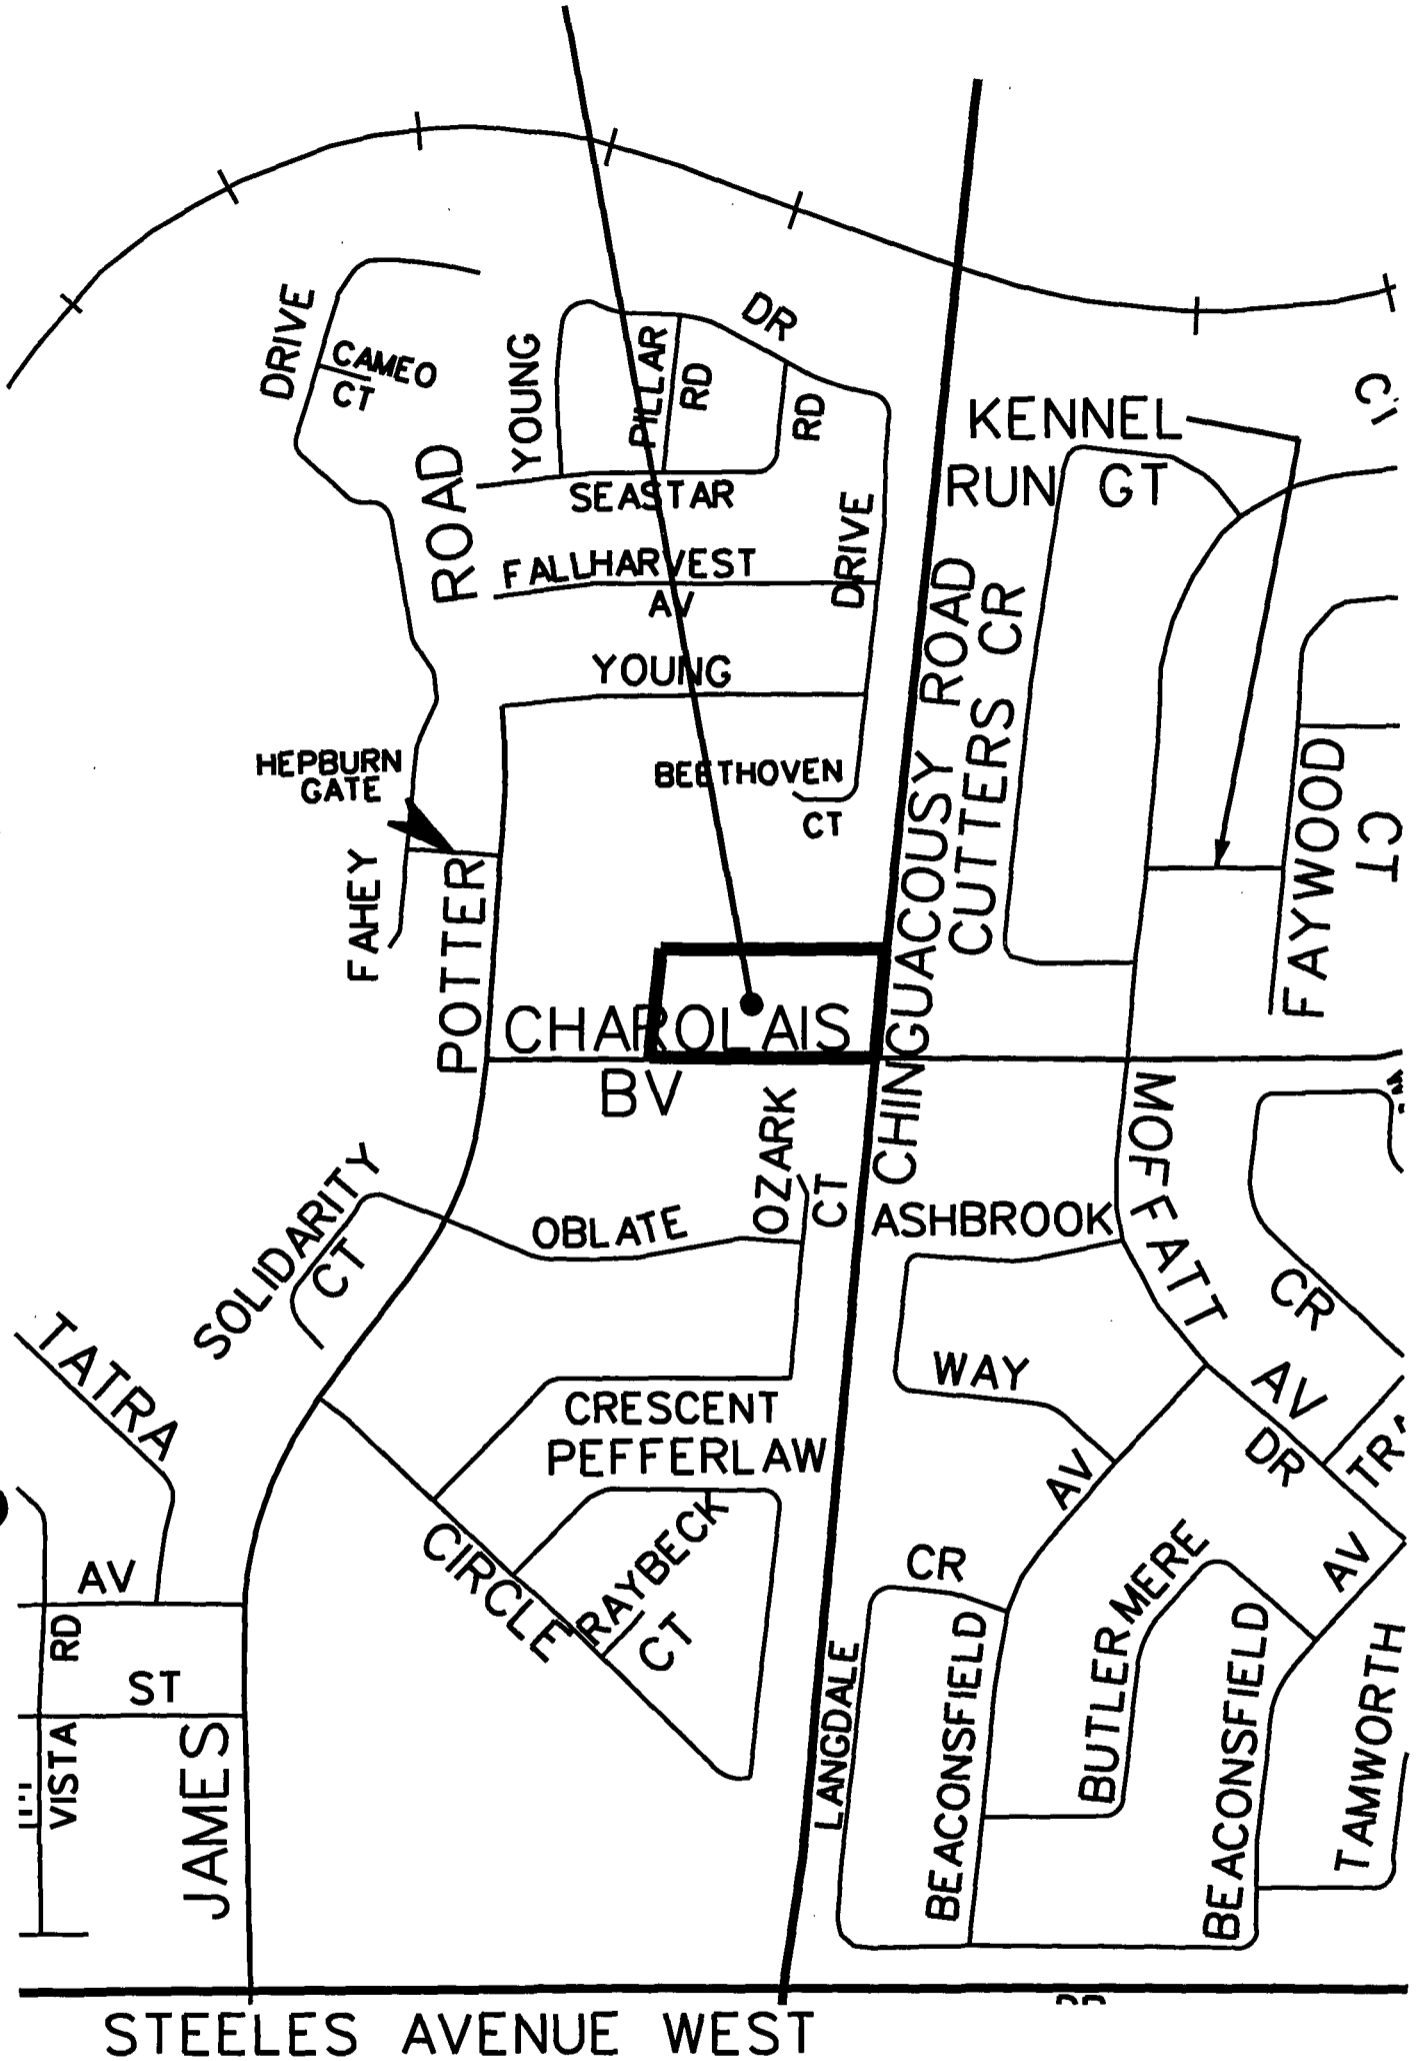 DR
DRIVE
CAMEO
CT
YOUNG
PILLAR
RD
RD
KENNEL
RUN GT
ROAD
SEASTAR
DRIVE
FALLHARVEST
AV
YOUNG
CHINGUACOUSY ROAD
CUTTERS CR
HEPBURN
GATE
BEETHOVEN
CT
FAYWOOD
CT
FAHEY
POTTER
CHAROLAIS
BV
OZARK
CT
MOFFATT
AV
SOLIDARITY
CT
OBLATE
ASHBROOK
WAY
CR
TATRA
CRESCENT
PEFFERLAW
AV
DR
CIRCLE
RAYBECK
CT
CR
AV
AV
RD
ST
VISTA
JAMES
LANGDALE
BEACONSFIELD
BUTLERMERE
BEACONSFIELD
TAMWORTH
STEELES AVENUE WEST